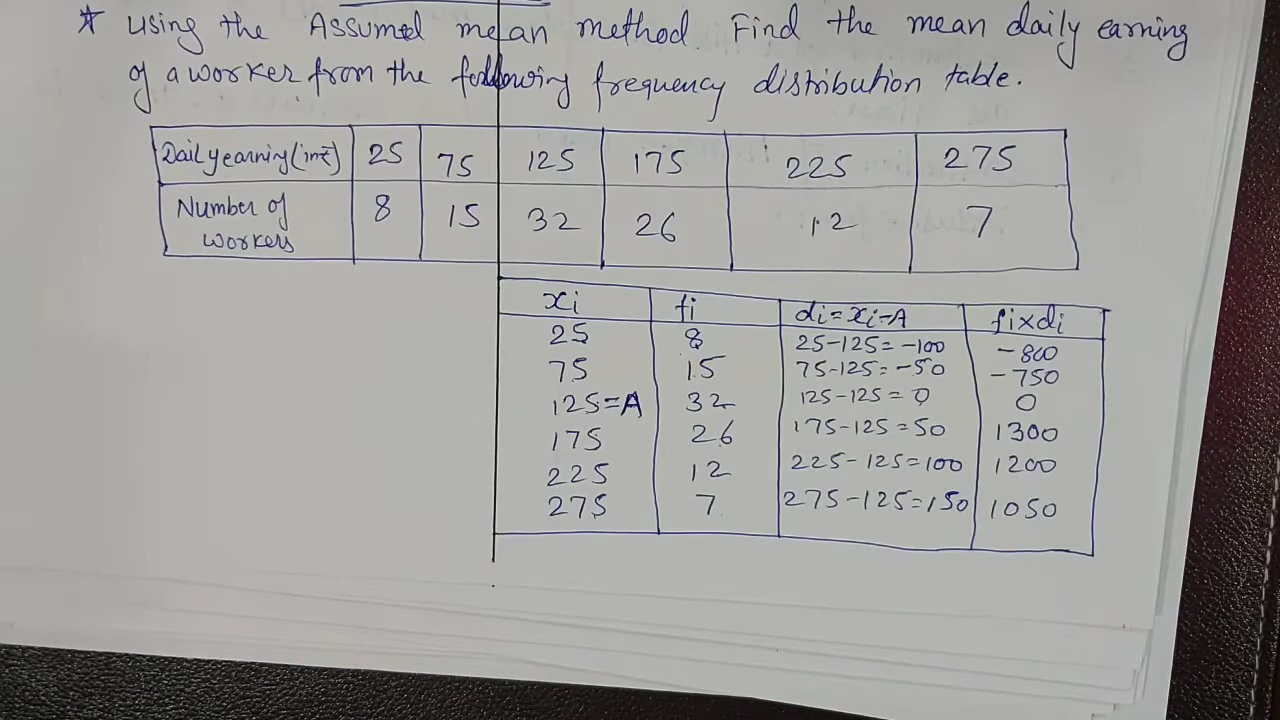 * Using the Assumed mean method. Find the mean daily earning
of a worker from the following frequency distribution table.
Daily earning (in ₹) 25 75 125 175 225 275
Number of workers 8 15 32 26 12 7
xi fi di=xi-A fixdi
25 8 25-125=-100 -800
75 15 75-125=-50 -750
125=A 32 125-125=0 0
175 26 175-125=50 1300
225 12 225-125=100 1200
275 7 275-125=150 1050